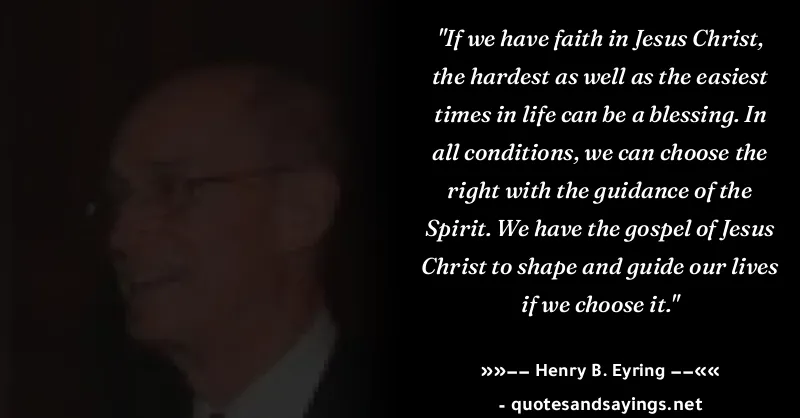 "If we have faith in Jesus Christ,
the hardest as well as the easiest
times in life can be a blessing. In
all conditions, we can choose the
right with the guidance of the
Spirit. We have the gospel of Jesus
Christ to shape and guide our lives
if we choose it."
»»−− Henry B. Eyring −−««
- quotesandsayings.net